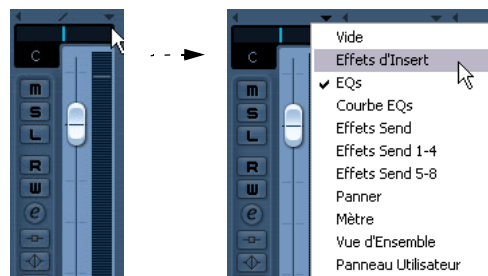 C
m
S
L
R
W
e
C
m
S
L
R
W
e
Vide
Effets d'Insert
EQs
Courbe EQs
Effets Send
Effets Send 1-4
Effets Send 5-8
Panner
Mètre
Vue d'Ensemble
Panneau Utilisateur